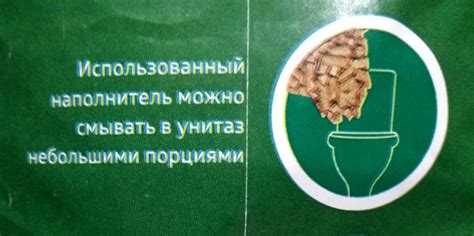 Использованный
наполнитель можно
смывать в унитаз
небольшими порциями